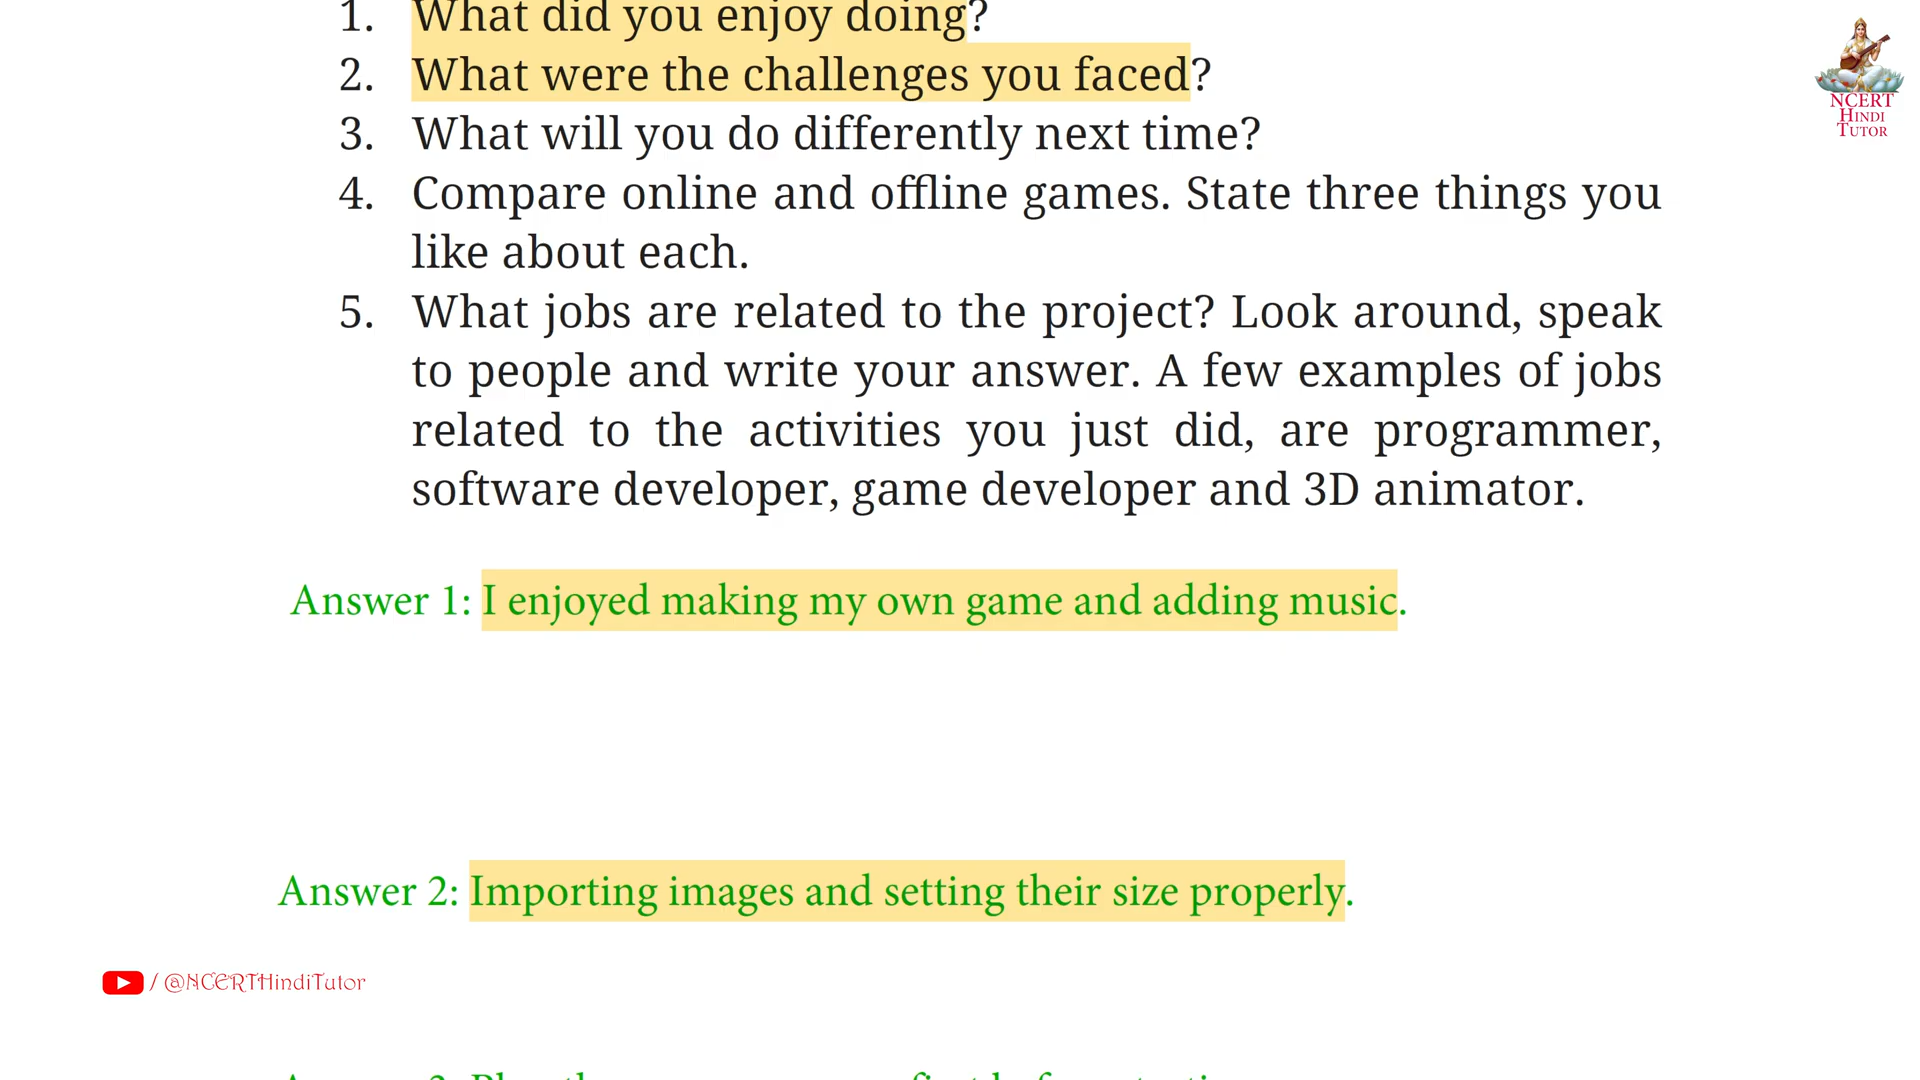 1. What did you enjoy doing?
2. What were the challenges you faced?
3. What will you do differently next time?
4. Compare online and offline games. State three things you
like about each.
5. What jobs are related to the project? Look around, speak
to people and write your answer. A few examples of jobs
related to the activities you just did, are programmer,
software developer, game developer and 3D animator.
Answer 1: I enjoyed making my own game and adding music.
Answer 2: Importing images and setting their size properly.
/ @NCERTHindiTutor
NCERT
HINDI
TUTOR